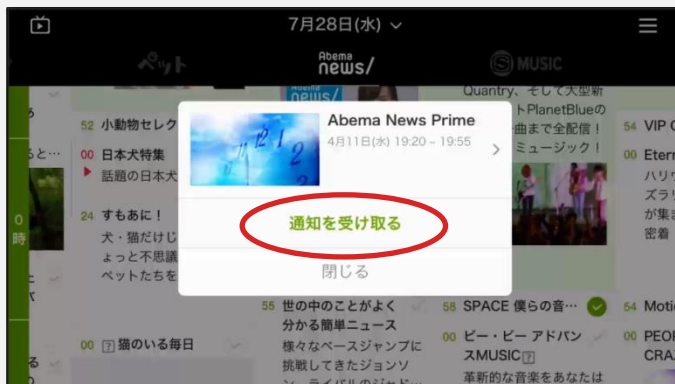 7月28日(水)
ペット
Abema
news/
MUSIC
news/
Quantry、そして大型新
トPlanetBlueの
曲まで全配信！
ミュージック！
52 小動物セレク
00 日本犬特集
話題の日本犬
24 すもあに！
犬・猫だけじ
ょっと不思議
ペットたちを
0
時
Abema News Prime
4月11日(水) 19:20 ~ 19:55
通知を受け取る
閉じる
54 VIP C
00 Eter
ハリ
ズラリ
が集ま
密着
55 世の中のことがよく
分かる簡単ニュース
様々なペースジャンプに
挑戦してきたジョンソ
58 SPACE 僕らの音…
54 Moti
00 ? 猫のいる毎日
00 ビー・ビー アドバン
スMUSIC?
革新的な音楽をあなたは
00 PEOP
CRA